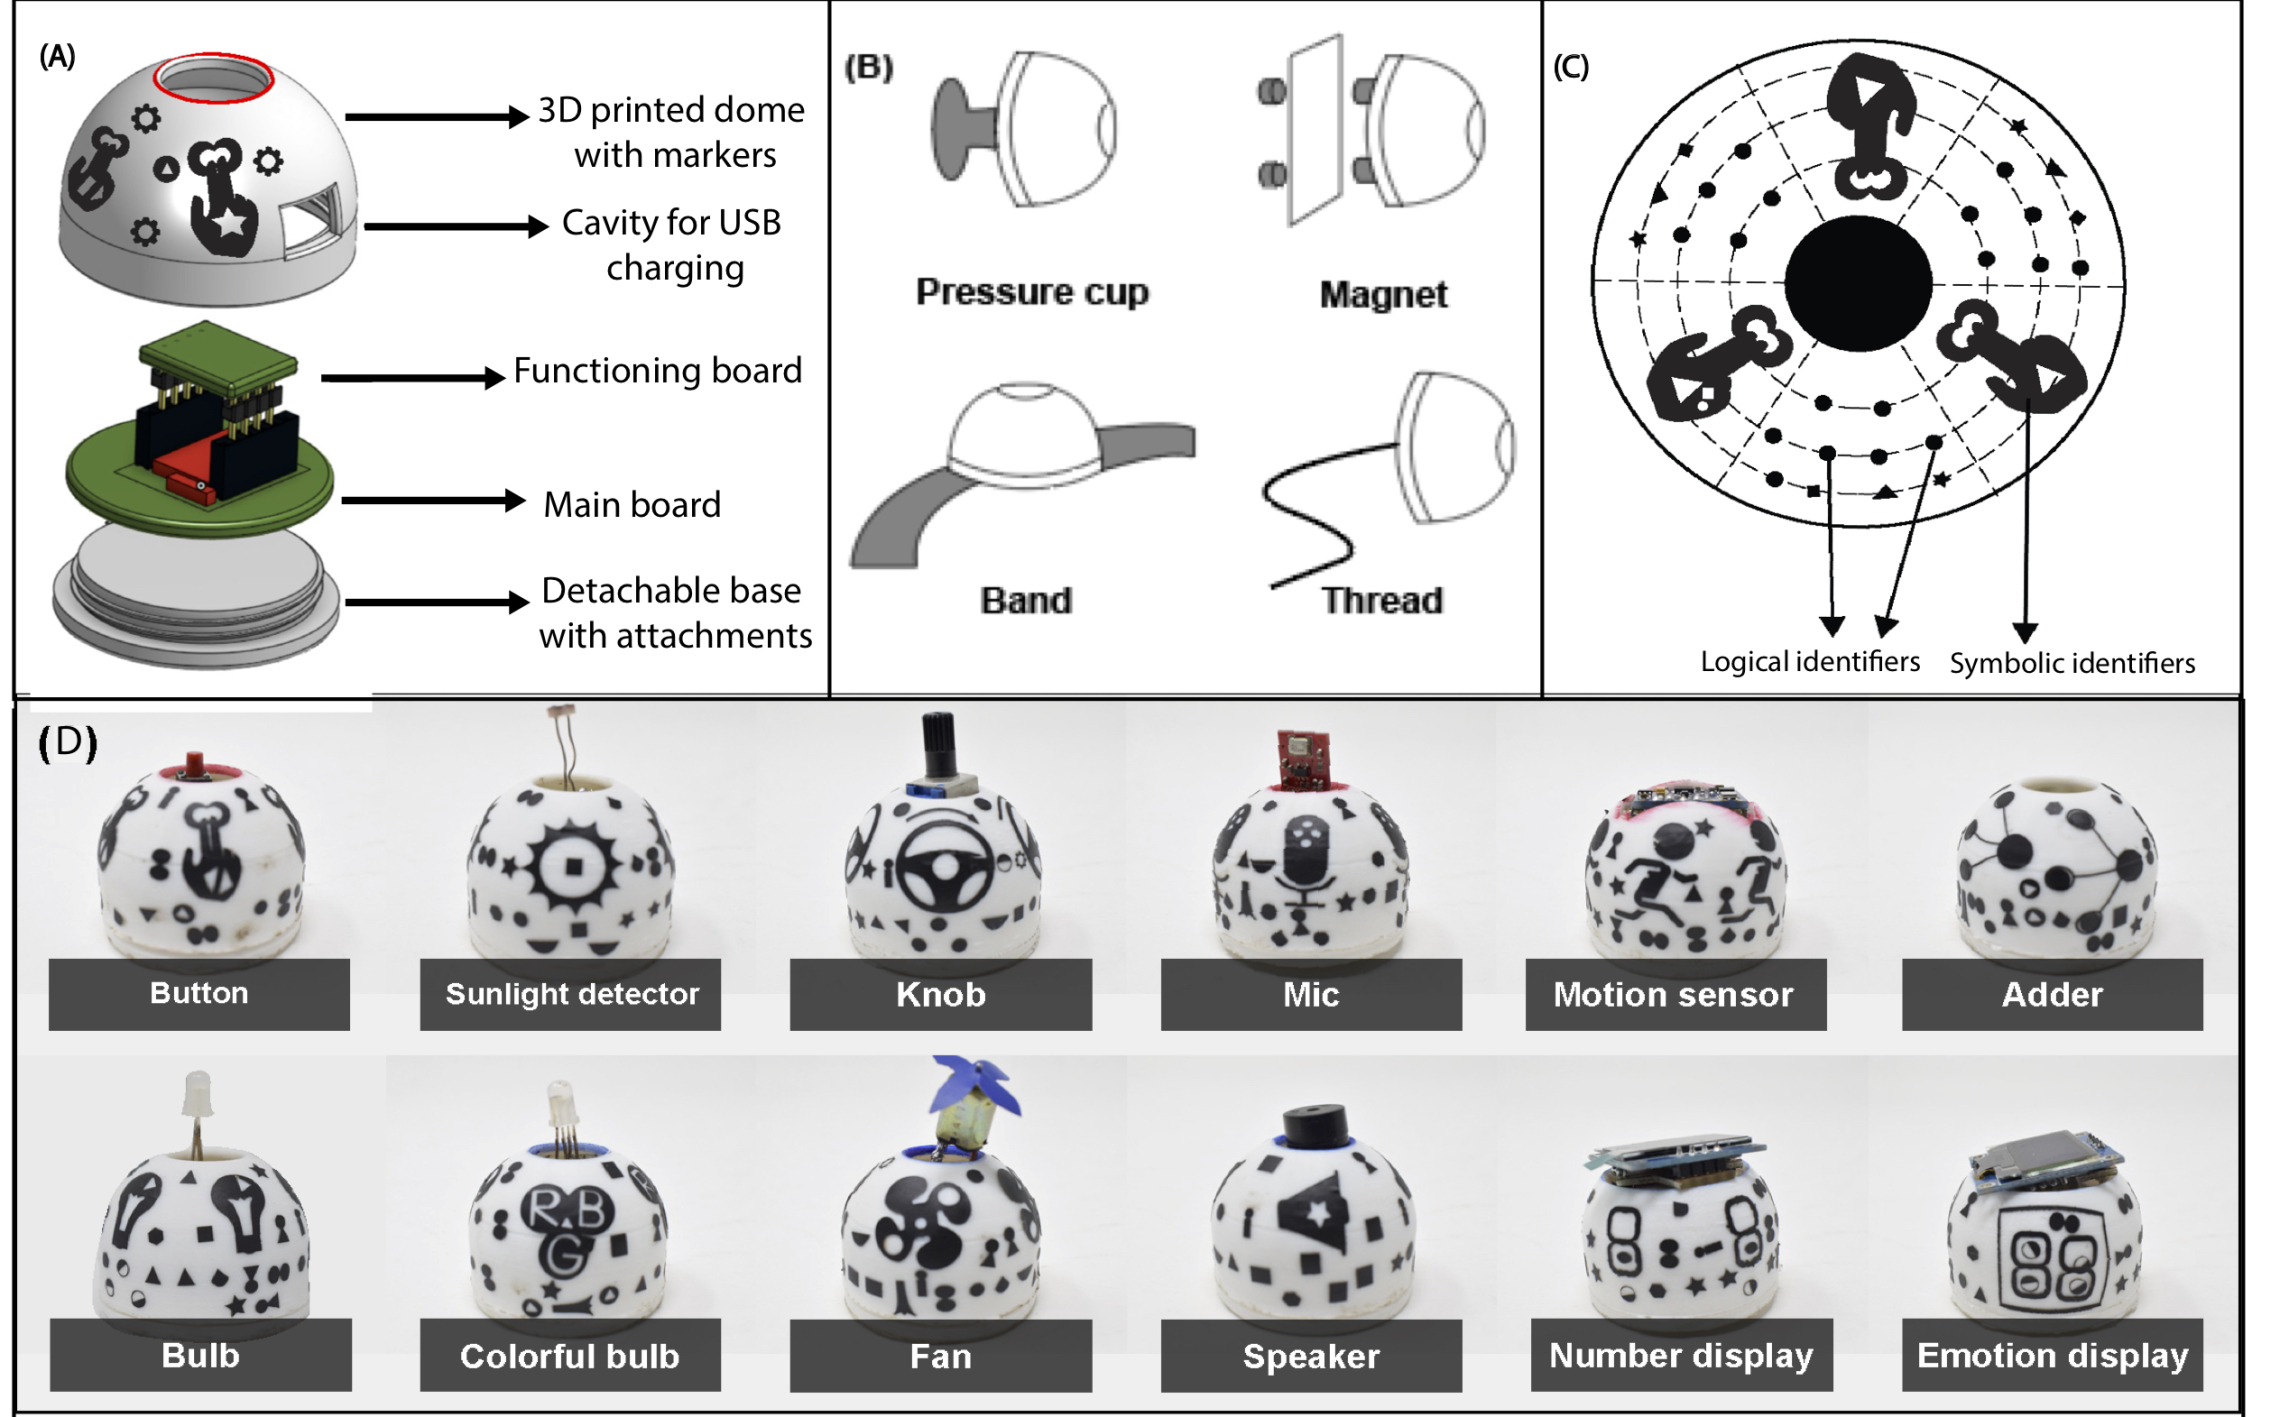 (A)
3D printed dome
with markers
Cavity for USB
charging
Functioning board
Main board
Detachable base
with attachments
(B)
Pressure cup
Magnet
Band
Thread
(C)
Logical identifiers
Symbolic identifiers
(D)
Button
Sunlight detector
Knob
Mic
Motion sensor
Adder
R B
G
R
Bulb
Colorful bulb
Fan
Speaker
Number display
Emotion display